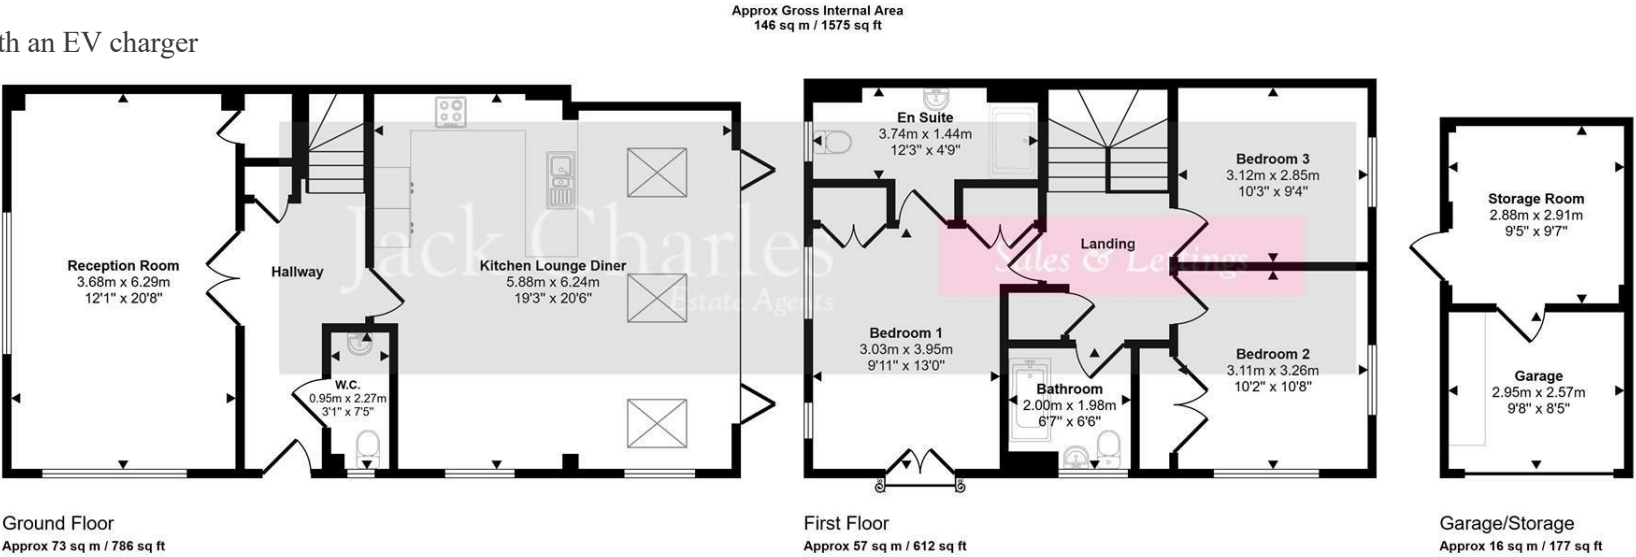 Approx Gross Internal Area
146 sq m / 1575 sq ft
th an EV charger
Reception Room
3.68m x 6.29m
12'1" x 20'8"
Hallway
W.C.
0.95m x 2.27m
3'1" x 7'5"
Kitchen Lounge Diner
5.88m x 6.24m
19'3" x 20'6"
En Suite
3.74m x 1.44m
12'3" x 4'9"
Bedroom 1
3.03m x 3.95m
9'11" x 13'0"
Landing
Bathroom
2.00m x 1.98m
6'7" x 6'6"
Bedroom 3
3.12m x 2.85m
10'3" x 9'4"
Bedroom 2
3.11m x 3.26m
10'2" x 10'8"
Storage Room
2.88m x 2.91m
9'5" x 9'7"
Garage
2.95m x 2.57m
9'8" x 8'5"
Jack Charles
Estate Agents
Sales & Lettings
Ground Floor
Approx 73 sq m / 786 sq ft
First Floor
Approx 57 sq m / 612 sq ft
Garage/Storage
Approx 16 sq m / 177 sq ft